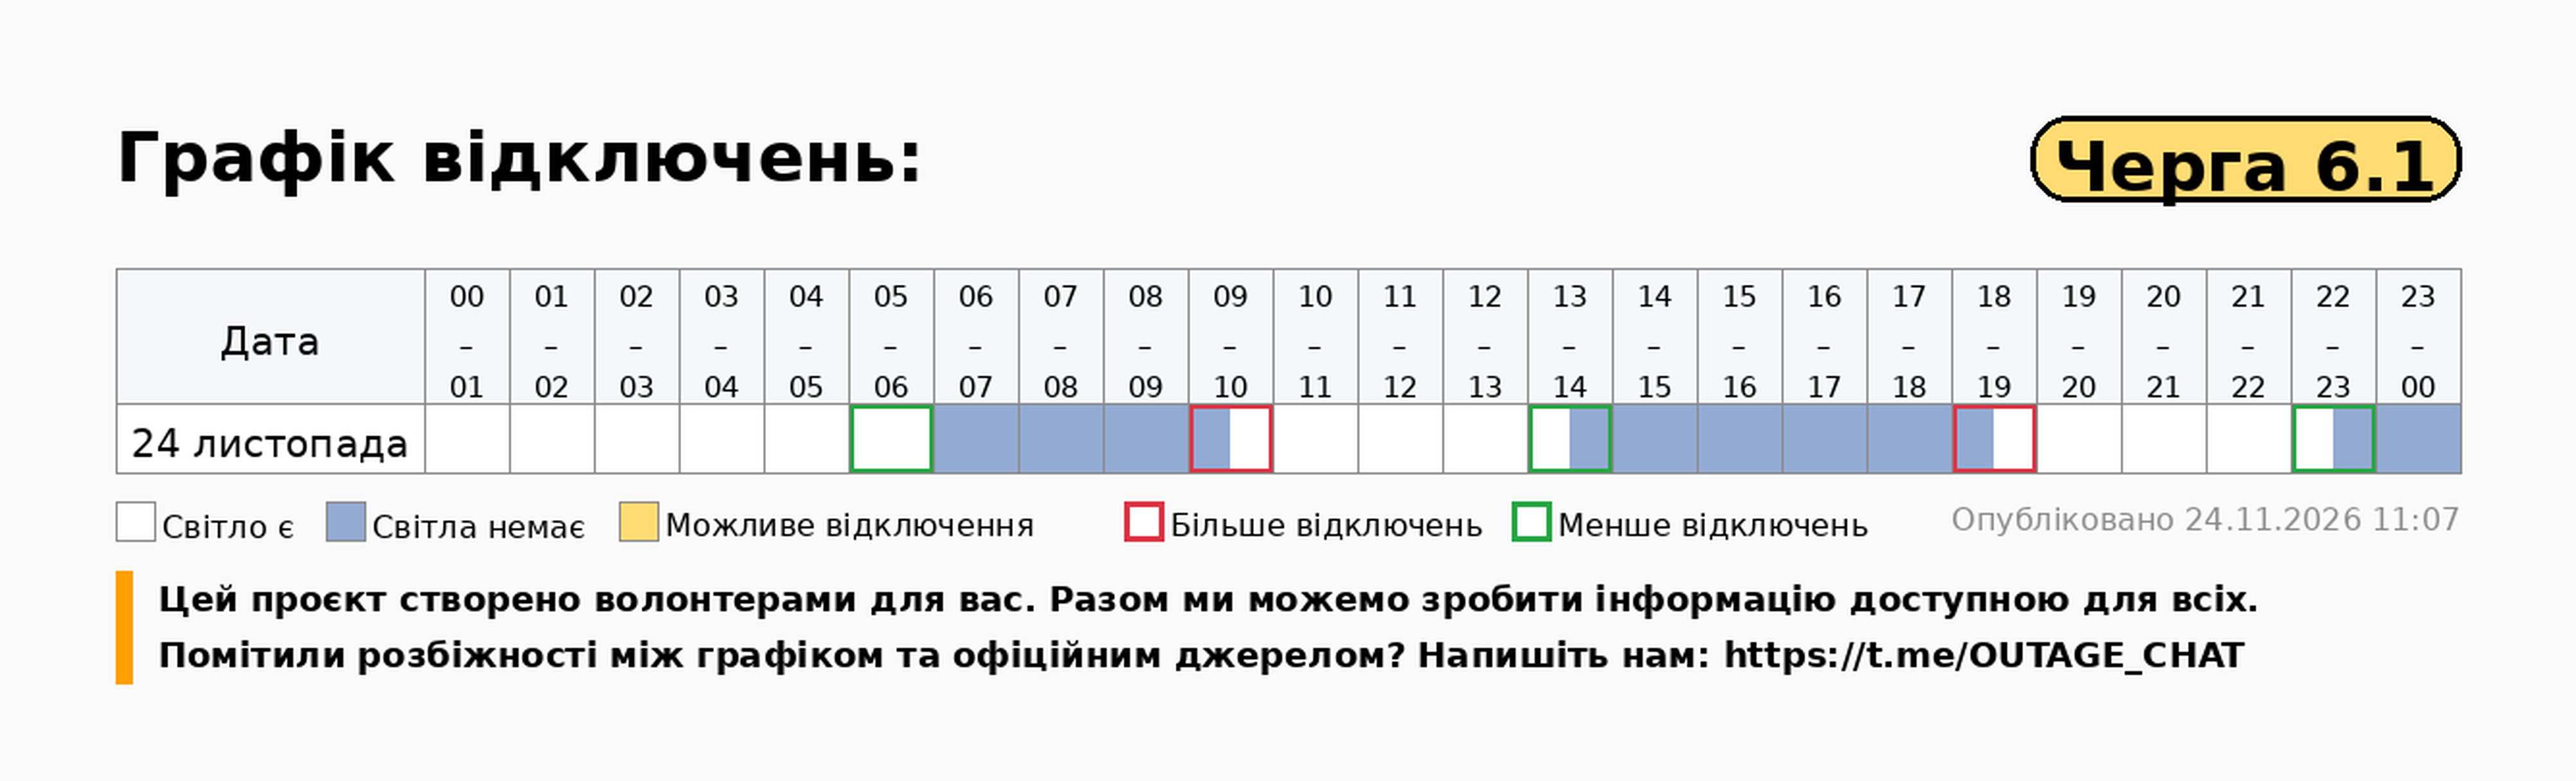 Графік відключень:
Черга 6.1
Дата 00 – 01 01 – 02 02 – 03 03 – 04 04 – 05 05 – 06 06 – 07 07 – 08 08 – 09 09 – 10 10 – 11 11 – 12 12 – 13 13 – 14 14 – 15 15 – 16 16 – 17 17 – 18 18 – 19 19 – 20 20 – 21 21 – 22 22 – 23 23 – 00
24 листопада
Світло є Світла немає Можливе відключення Більше відключень Менше відключень Опубліковано 24.11.2026 11:07
Цей проєкт створено волонтерами для вас. Разом ми можемо зробити інформацію доступною для всіх.
Помітили розбіжності між графіком та офіційним джерелом? Напишіть нам: https://t.me/OUTAGE_CHAT